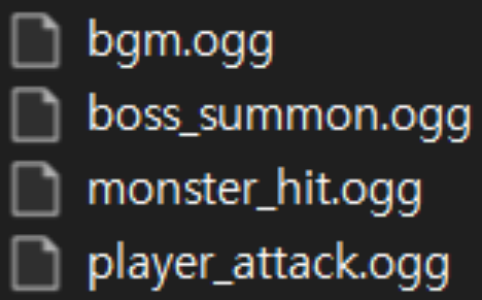 bgm.ogg
boss_summon.ogg
monster_hit.ogg
player_attack.ogg